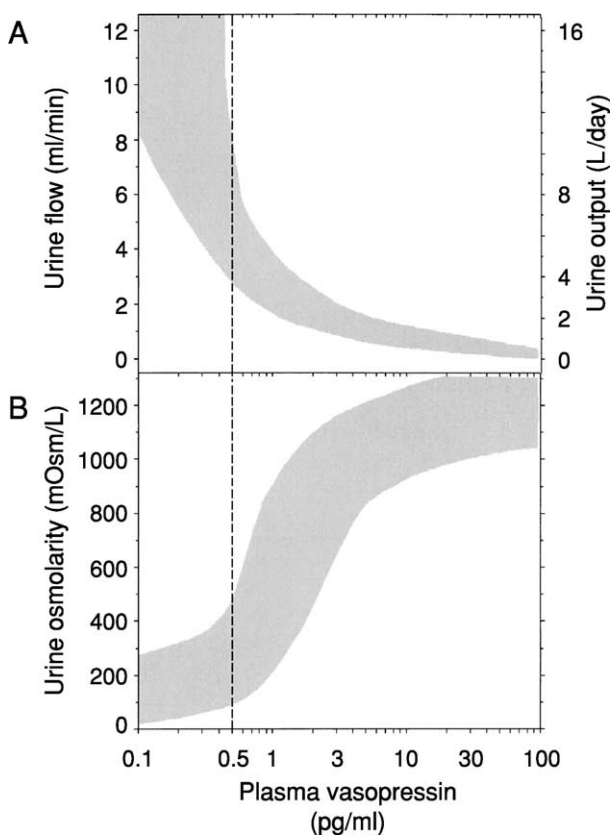 A
Urine flow (ml/min)
12
10
8
6
4
2
0
16
8
4
2
0
Urine output (L/day)
B
Urine osmolarity (mOsm/L)
1200
1000
800
600
400
200
0
0.1 0.5 1 3 10 30 100
Plasma vasopressin
(pg/ml)